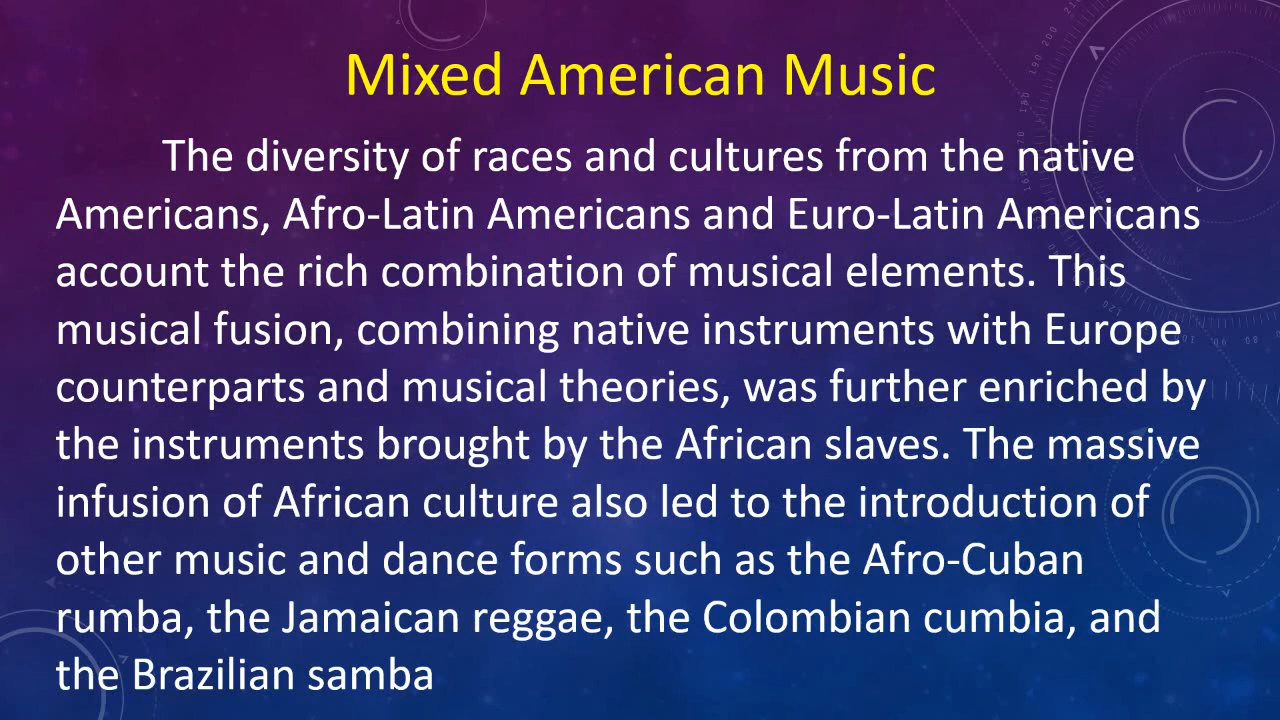 Mixed American Music
The diversity of races and cultures from the native
Americans, Afro-Latin Americans and Euro-Latin Americans
account the rich combination of musical elements. This
musical fusion, combining native instruments with Europe
counterparts and musical theories, was further enriched by
the instruments brought by the African slaves. The massive
infusion of African culture also led to the introduction of
other music and dance forms such as the Afro-Cuban
rumba, the Jamaican reggae, the Colombian cumbia, and
the Brazilian samba